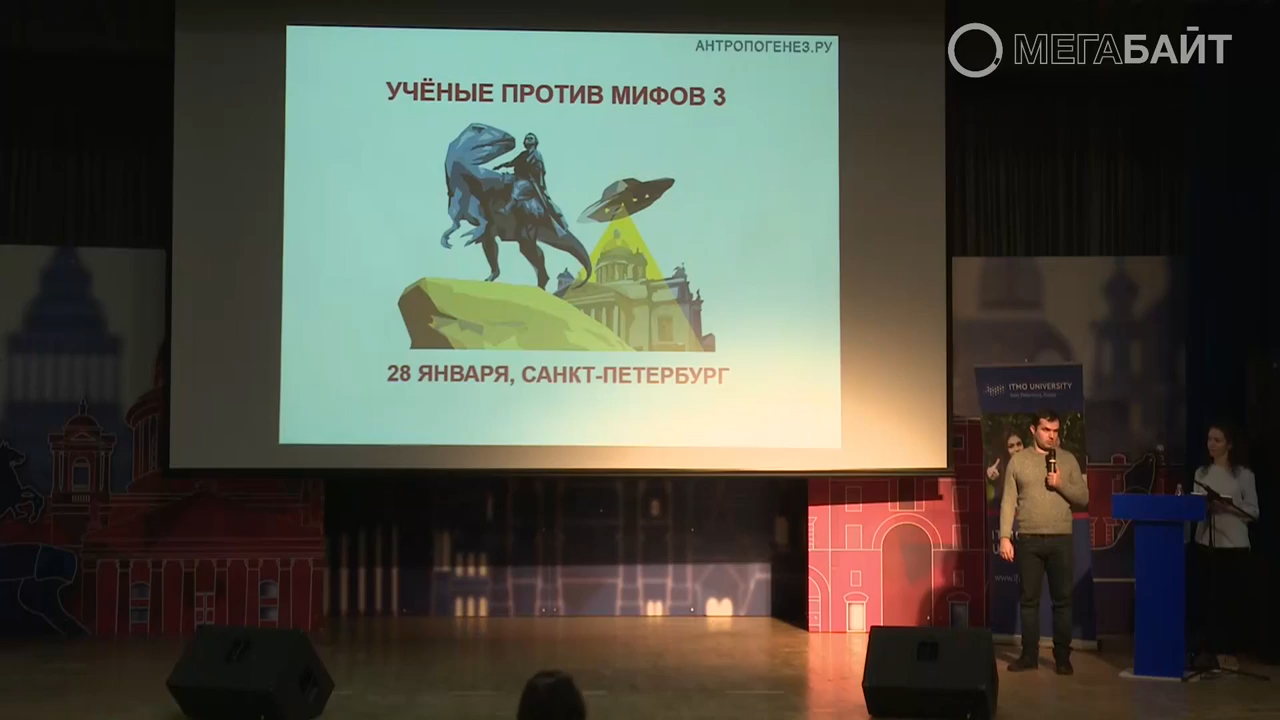 АНТРОПОГЕНЕЗ.РУ
МЕГАБАЙТ
УЧЁНЫЕ ПРОТИВ МИФОВ 3
28 ЯНВАРЯ, САНКТ-ПЕТЕРБУРГ
ITMO UNIVERSITY